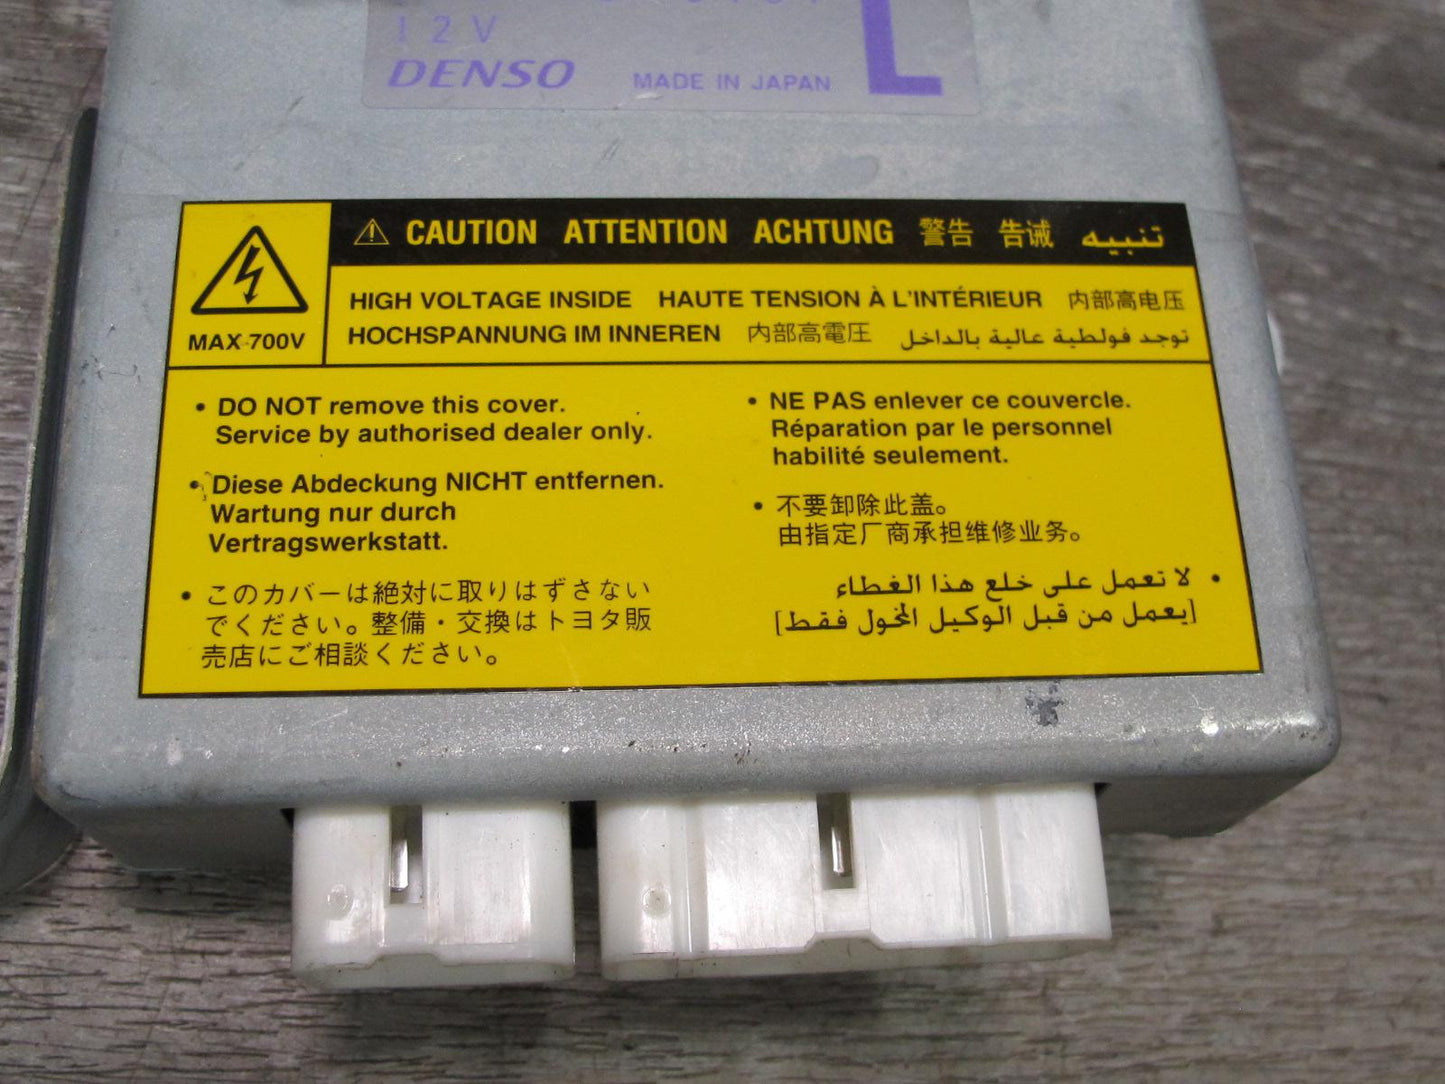 12V
DENSO MADE IN JAPAN L
⚠ CAUTION ATTENTION ACHTUNG 警告 告诫 تنبيه
HIGH VOLTAGE INSIDE HAUTE TENSION À L'INTÉRIEUR 内部高电压
HOCHSPANNUNG IM INNEREN 内部高電圧 توجد فولطية عالية بالداخل
MAX 700V
• DO NOT remove this cover.
Service by authorised dealer only.
• Diese Abdeckung NICHT entfernen.
Wartung nur durch
Vertragswerkstatt.
• このカバーは絶対に取りはずさない
でください。整備・交換はトヨタ販
売店にご相談ください。
• NE PAS enlever ce couvercle.
Réparation par le personnel
habilité seulement.
• 不要卸除此盖。
由指定厂商承担维修业务。
• لا تعمل على خلع هذا الغطاء
[يعمل من قبل الوكيل المخول فقط]